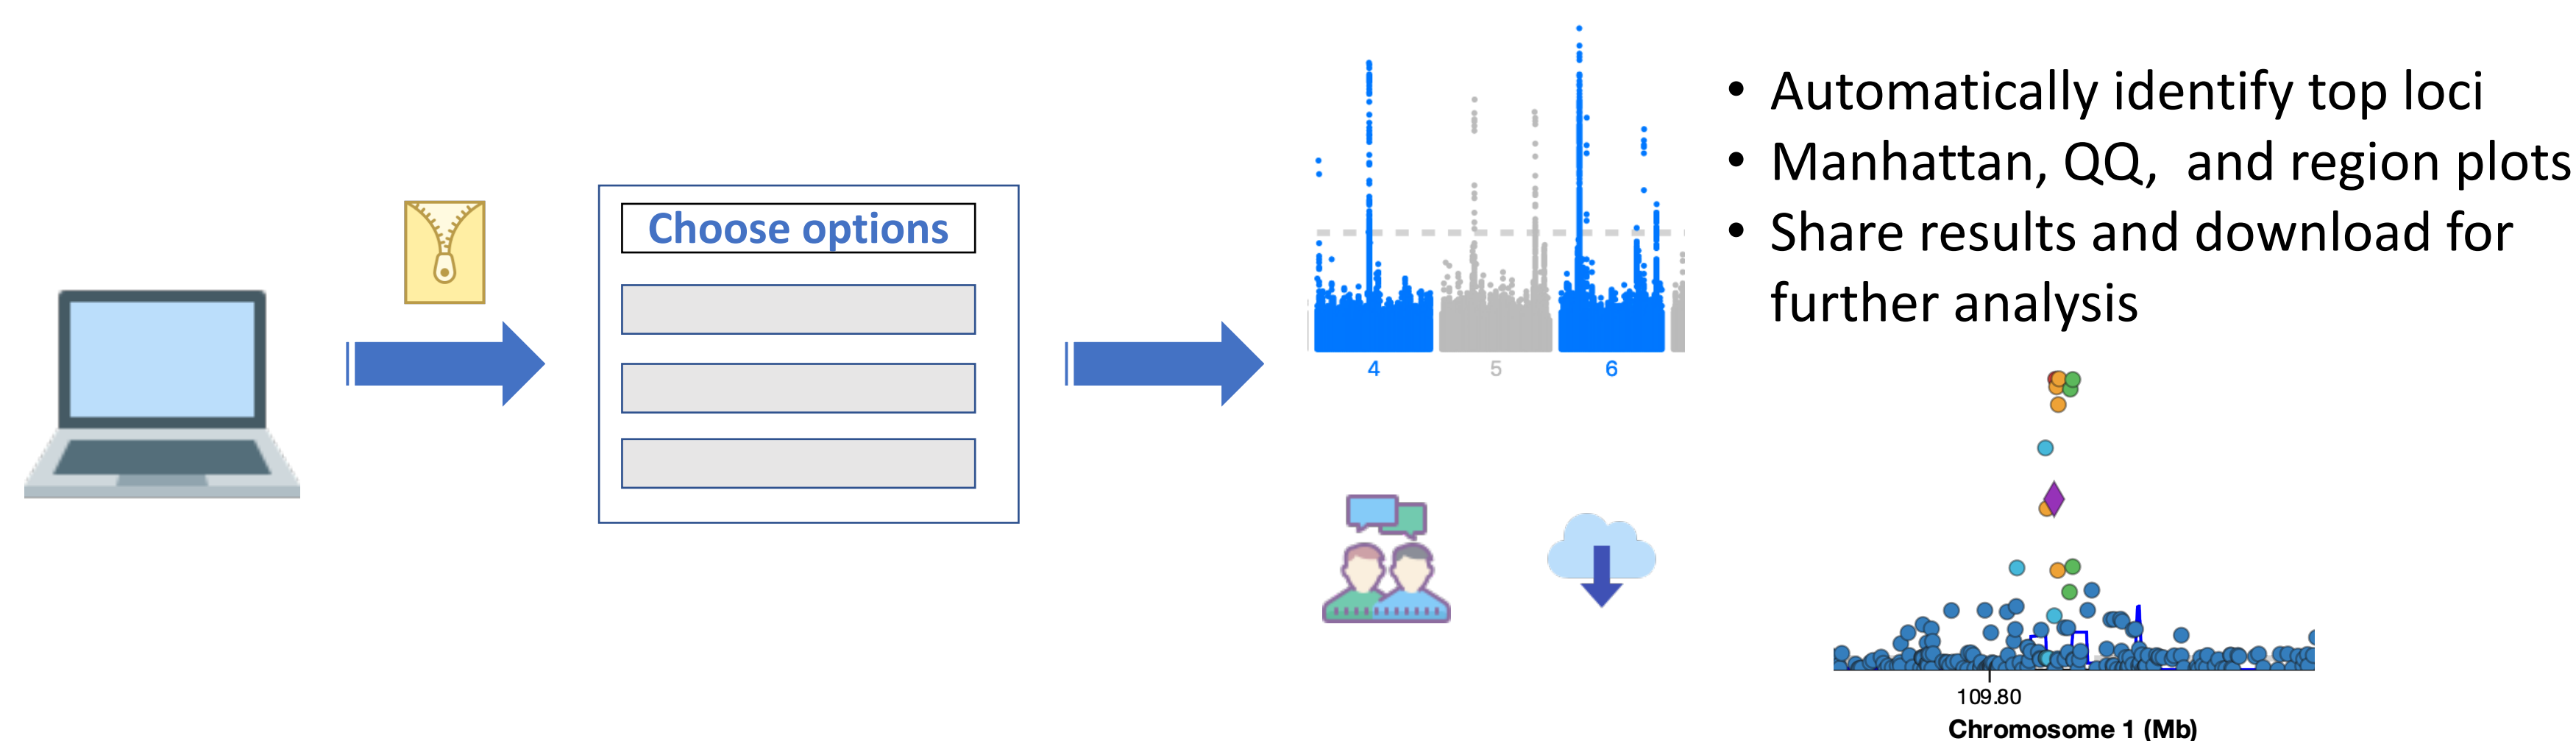 Choose options
4 5 6
• Automatically identify top loci
• Manhattan, QQ,  and region plots
• Share results and download for
further analysis
109.80
Chromosome 1 (Mb)